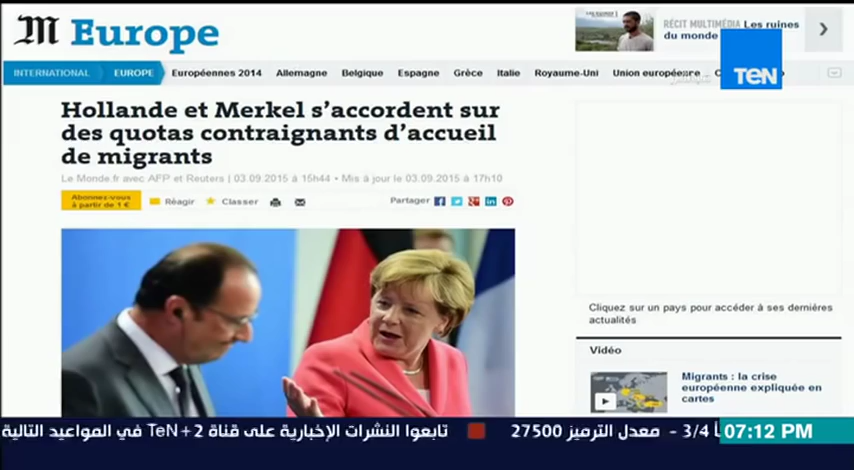 M Europe
RÉCIT MULTIMÉDIA Les ruines
du monde
TEN
INTERNATIONAL EUROPE Européennes 2014 Allemagne Belgique Espagne Grèce Italie Royaume-Uni Union européenne
Hollande et Merkel s'accordent sur
des quotas contraignants d'accueil
de migrants
Le Monde.fr avec AFP et Reuters | 03.09.2015 à 15h44 • Mis à jour le 03.09.2015 à 17h10
Abonnez-vous
à partir de 1 €
Réagir Classer Partager
Cliquez sur un pays pour accéder à ses dernières
actualités
Vidéo
Migrants : la crise
européenne expliquée en
cartes
3/4 – معدل الترميز 27500 تابعوا النشرات الإخبارية على قناة TeN+2 في المواعيد التالية
07:12 PM